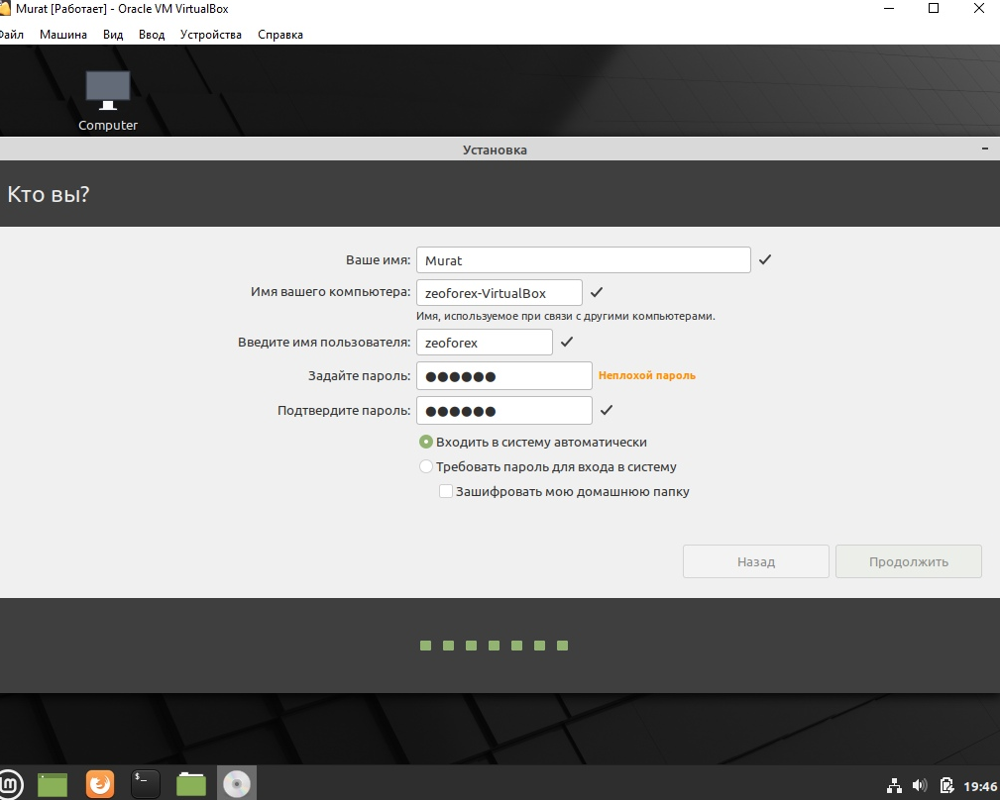 Murat [Работает] - Oracle VM VirtualBox
Файл Машина Вид Ввод Устройства Справка
Computer
Установка
Кто вы?
Ваше имя: Murat
Имя вашего компьютера: zeoforex-VirtualBox
Имя, используемое при связи с другими компьютерами.
Введите имя пользователя: zeoforex
Задайте пароль: ●●●●●● Неплохой пароль
Подтвердите пароль: ●●●●●●
Входить в систему автоматически
Требовать пароль для входа в систему
Зашифровать мою домашнюю папку
Назад Продолжить
$_ 19:46